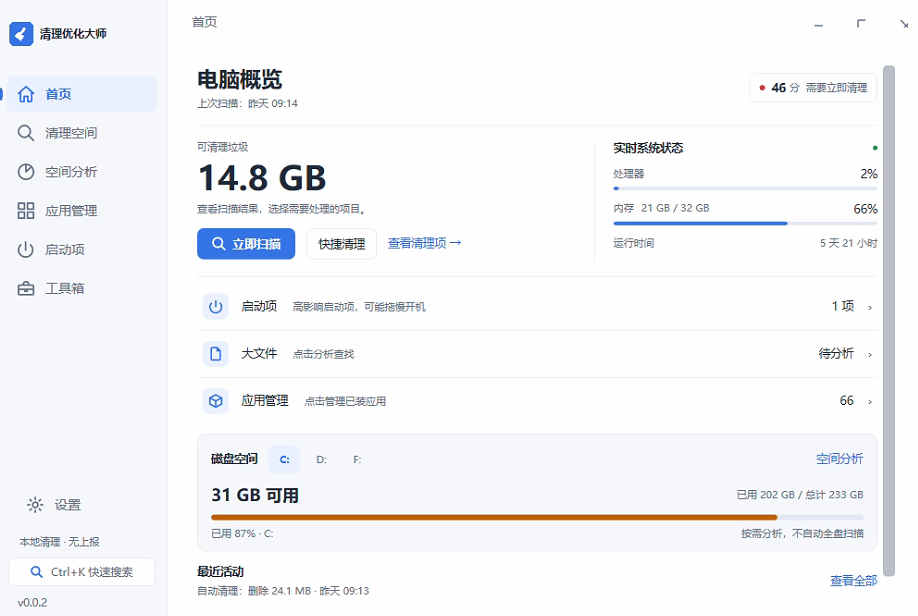 清理优化大师
首页
清理空间
空间分析
应用管理
启动项
工具箱
设置
本地清理 · 无上报
Ctrl+K 快速搜索
v0.0.2
首页
电脑概览
上次扫描：昨天 09:14
46 分 需要立即清理
可清理垃圾
14.8 GB
查看扫描结果，选择需要处理的项目。
立即扫描 快捷清理 查看清理项 →
实时系统状态
处理器 2%
内存 21 GB / 32 GB 66%
运行时间 5 天 21 小时
启动项 高影响启动项，可能拖慢开机 1 项 ›
大文件 点击分析查找 待分析 ›
应用管理 点击管理已装应用 66 ›
磁盘空间 C: D: F: 空间分析
31 GB 可用 已用 202 GB / 总计 233 GB
已用 87% · C: 按需分析，不自动全盘扫描
最近活动
自动清理：删除 24.1 MB · 昨天 09:13
查看全部